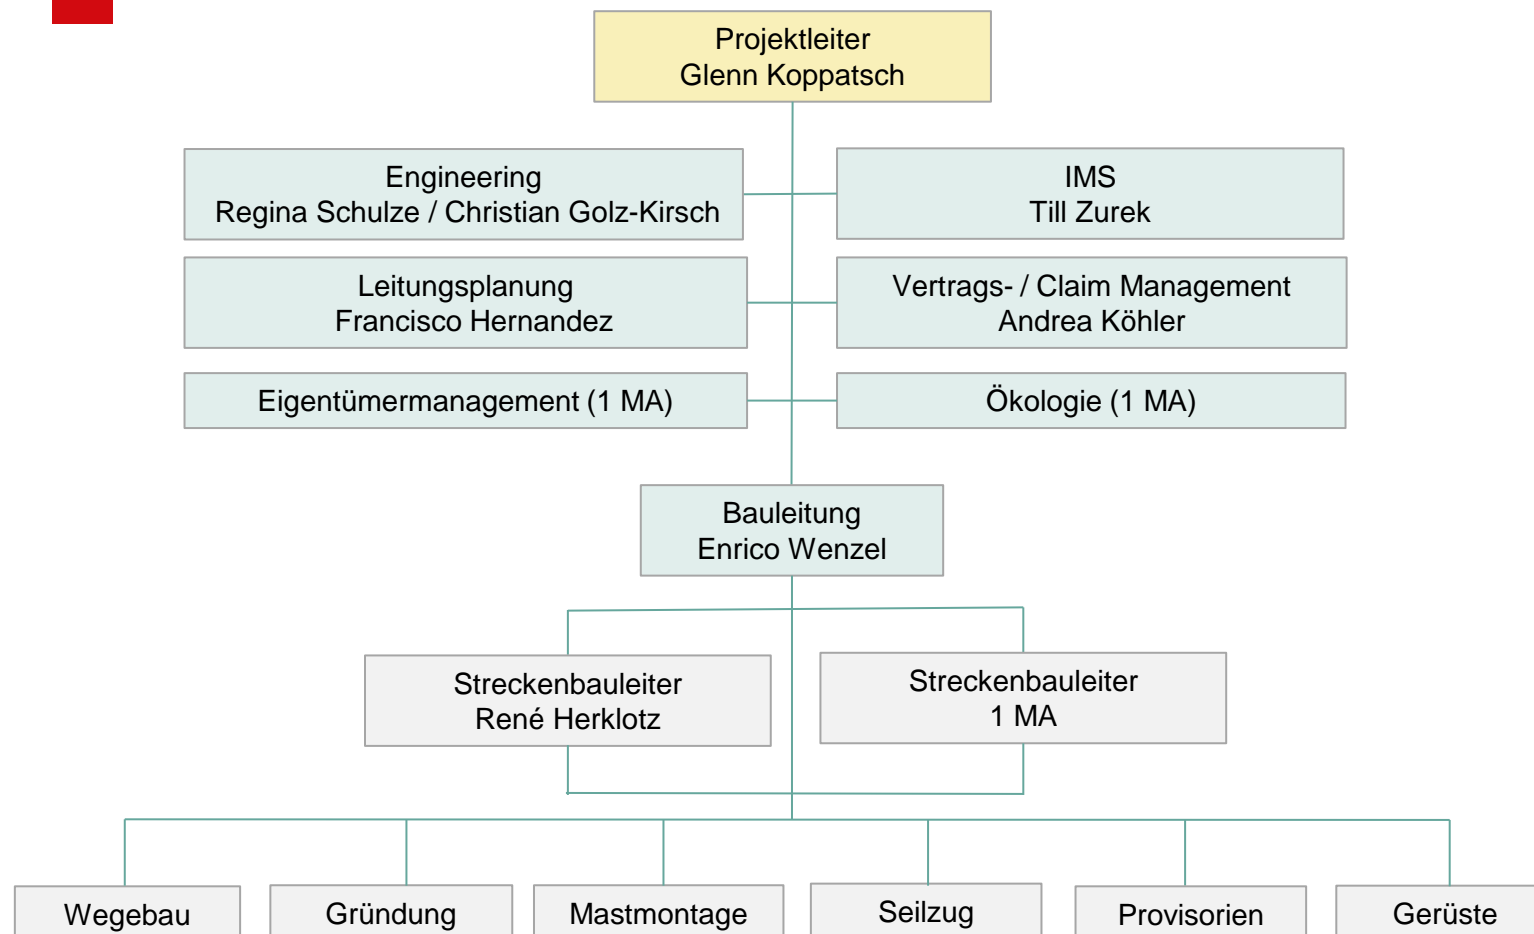 Projektleiter
Glenn Koppatsch
Engineering
Regina Schulze / Christian Golz-Kirsch
IMS
Till Zurek
Leitungsplanung
Francisco Hernandez
Vertrags- / Claim Management
Andrea Köhler
Eigentümermanagement (1 MA)
Ökologie (1 MA)
Bauleitung
Enrico Wenzel
Streckenbauleiter
René Herklotz
Streckenbauleiter
1 MA
Wegebau
Gründung
Mastmontage
Seilzug
Provisorien
Gerüste